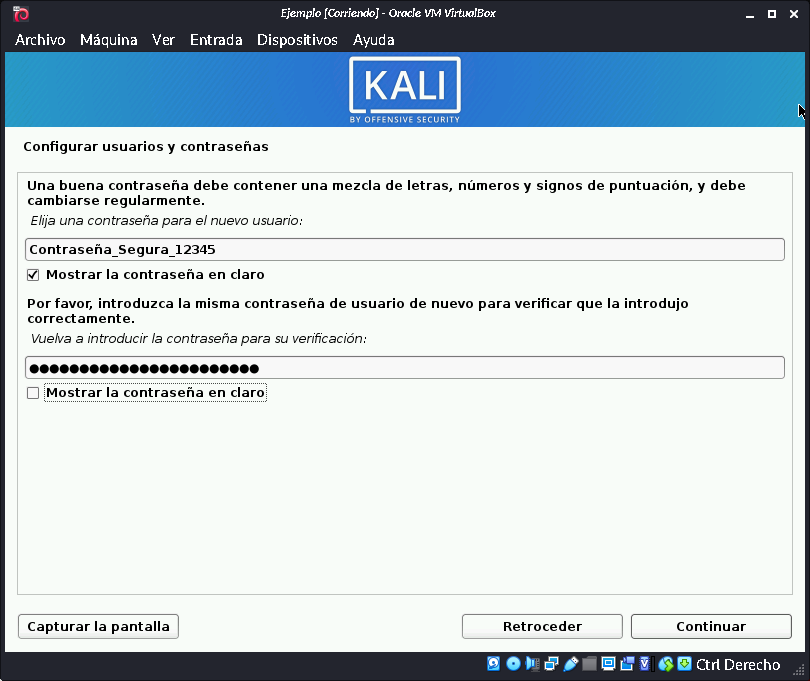 Ejemplo [Corriendo] - Oracle VM VirtualBox
Archivo Máquina Ver Entrada Dispositivos Ayuda
KALI
BY OFFENSIVE SECURITY
Configurar usuarios y contraseñas
Una buena contraseña debe contener una mezcla de letras, números y signos de puntuación, y debe
cambiarse regularmente.
Elija una contraseña para el nuevo usuario:
Contraseña_Segura_12345
Mostrar la contraseña en claro
Por favor, introduzca la misma contraseña de usuario de nuevo para verificar que la introdujo
correctamente.
Vuelva a introducir la contraseña para su verificación:
●●●●●●●●●●●●●●●●●●●●●●●
Mostrar la contraseña en claro
Capturar la pantalla Retroceder Continuar
Ctrl Derecho